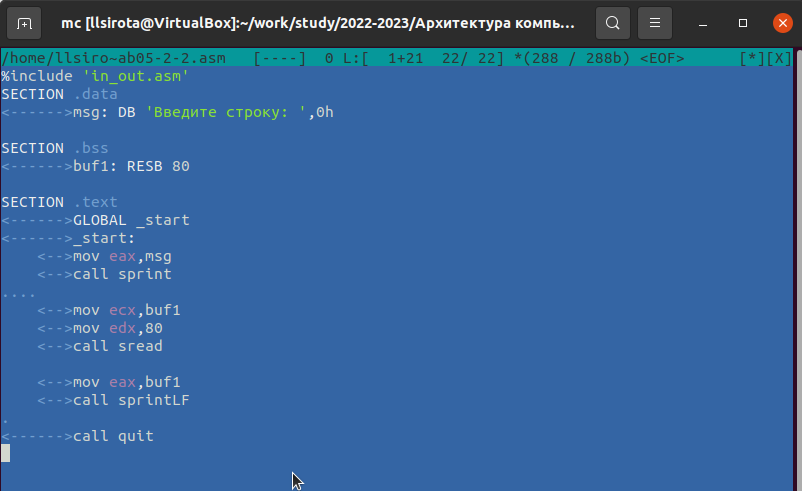 mc [llsirota@VirtualBox]:~/work/study/2022-2023/Архитектура компь...
/home/llsiro~ab05-2-2.asm   [----]  0 L:[  1+21  22/ 22] *(288 / 288b) <EOF>      [*][X]
%include 'in_out.asm'
SECTION .data
<------>msg: DB 'Введите строку: ',0h
SECTION .bss
<------>buf1: RESB 80
SECTION .text
<------>GLOBAL _start
<------>_start:
    <-->mov eax,msg
    <-->call sprint
....
    <-->mov ecx,buf1
    <-->mov edx,80
    <-->call sread
    <-->mov eax,buf1
    <-->call sprintLF
.
<------>call quit